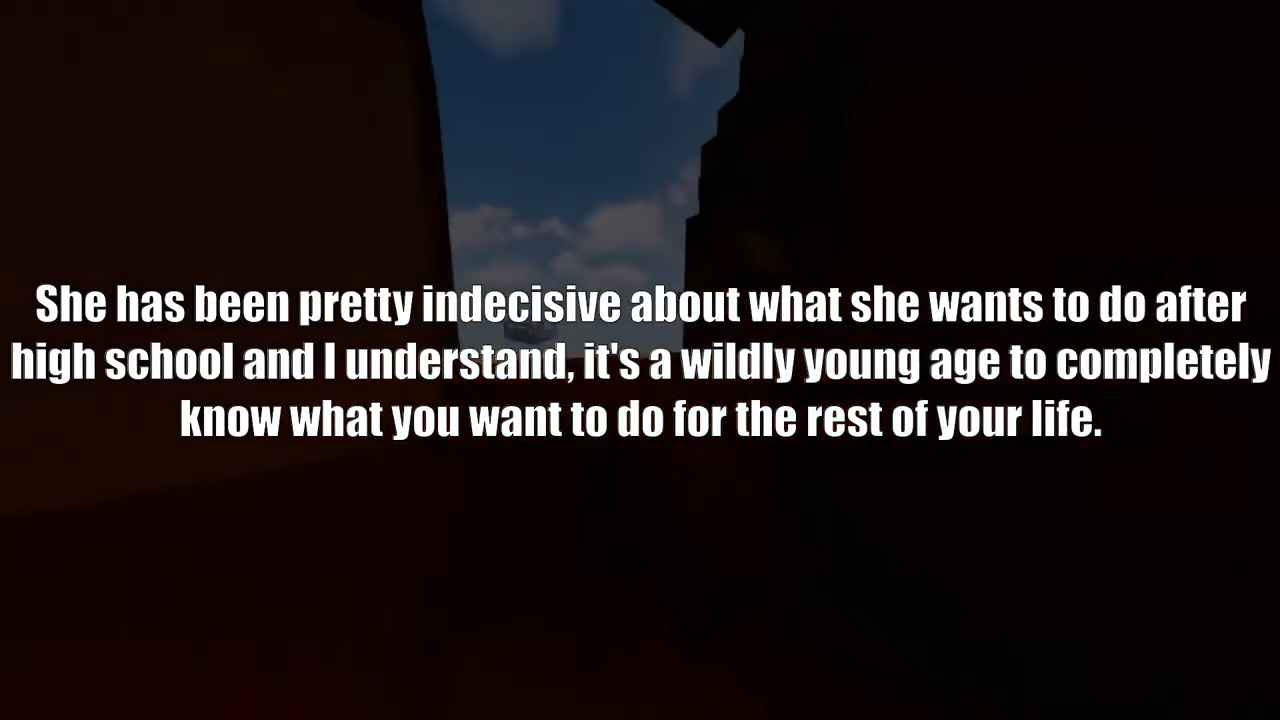 She has been pretty indecisive about what she wants to do after
high school and I understand, it's a wildly young age to completely
know what you want to do for the rest of your life.